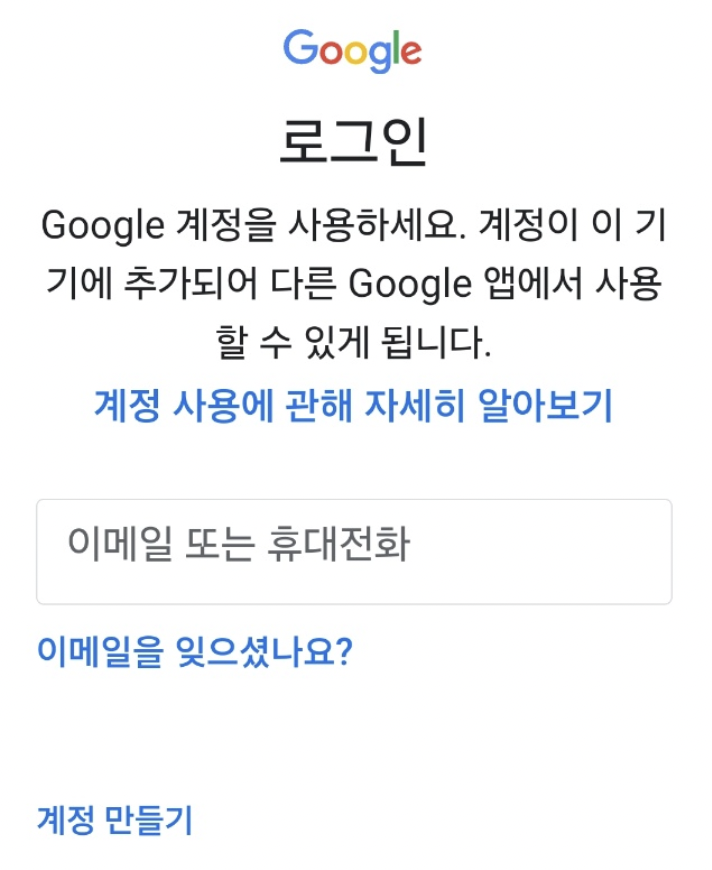 Google
로그인
Google 계정을 사용하세요. 계정이 이 기
기에 추가되어 다른 Google 앱에서 사용
할 수 있게 됩니다.
계정 사용에 관해 자세히 알아보기
이메일 또는 휴대전화
이메일을 잊으셨나요?
계정 만들기